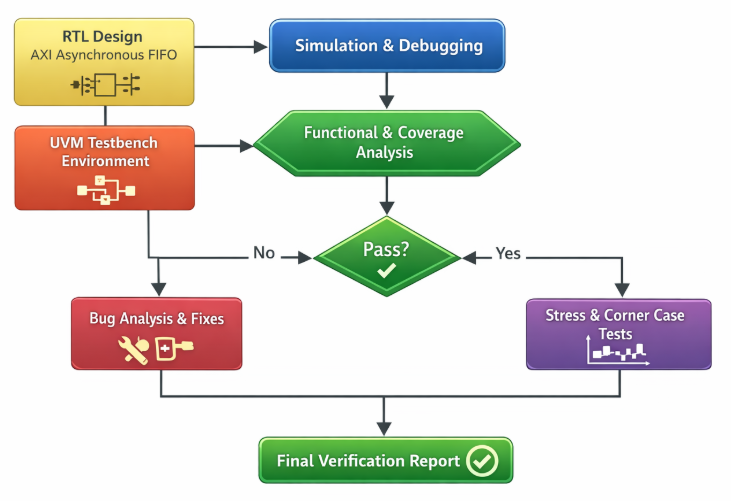 RTL Design
AXI Asynchronous FIFO
Simulation & Debugging
UVM Testbench
Environment
Functional & Coverage
Analysis
Pass?
No
Yes
Bug Analysis & Fixes
Stress & Corner Case
Tests
Final Verification Report